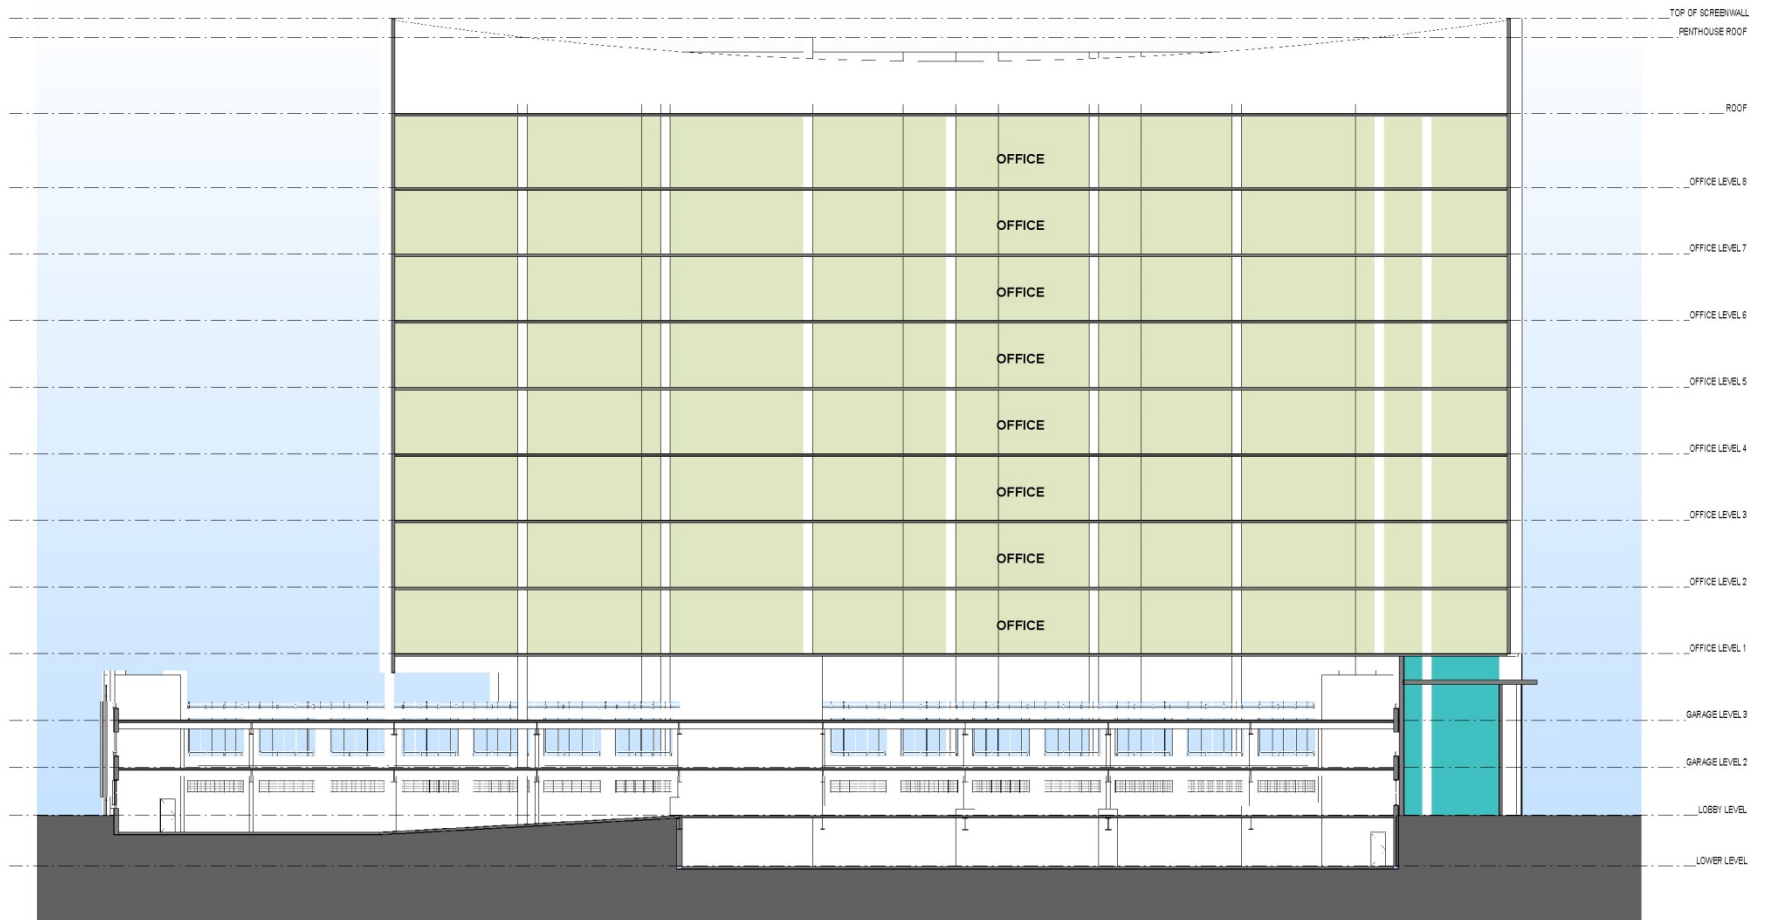 TOP OF SCREENWALL
PENTHOUSE ROOF
ROOF
OFFICE
OFFICE LEVEL 8
OFFICE
OFFICE LEVEL 7
OFFICE
OFFICE LEVEL 6
OFFICE
OFFICE LEVEL 5
OFFICE
OFFICE LEVEL 4
OFFICE
OFFICE LEVEL 3
OFFICE
OFFICE LEVEL 2
OFFICE
OFFICE LEVEL 1
GARAGE LEVEL 3
GARAGE LEVEL 2
LOBBY LEVEL
LOWER LEVEL